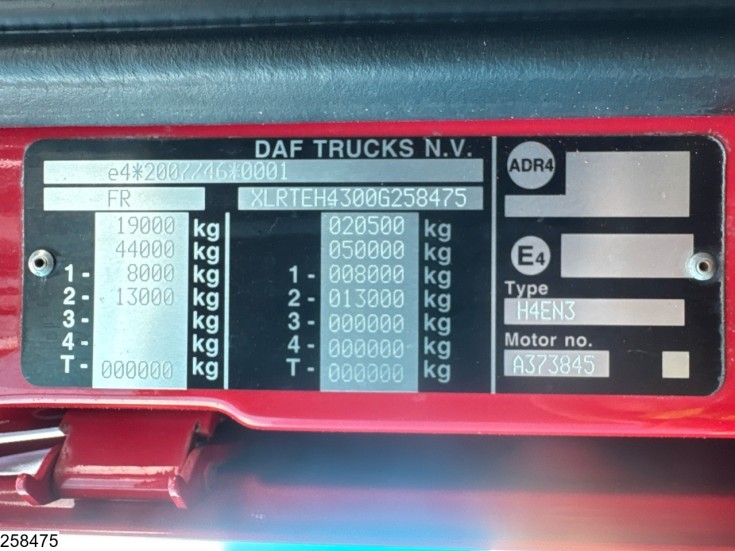 DAF TRUCKS N.V.
e4*2007/46*0001
FR XLRTEH4300G258475
19000 kg 020500 kg
44000 kg 050000 kg
1- 8000 kg 1- 008000 kg
2- 13000 kg 2- 013000 kg
3- kg 3- 000000 kg
4- kg 4- 000000 kg
T- 000000 kg T- 000000 kg
ADR4
E4
Type
H4EN3
Motor no.
A373845
258475